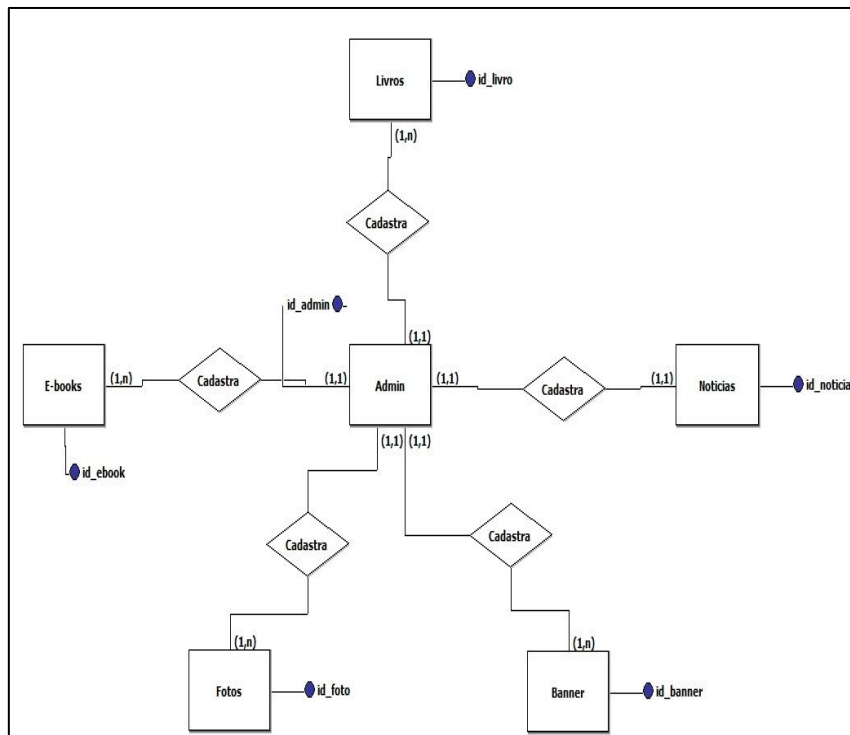 Livros
id_livro
(1,n)
Cadastra
id_admin
(1,1)
E-books
(1,n)
Cadastra
(1,1)
Admin
(1,1)
Cadastra
(1,1)
Noticias
id_noticia
id_ebook
(1,1)
(1,1)
Cadastra
Cadastra
(1,n)
(1,n)
Fotos
id_foto
Banner
id_banner